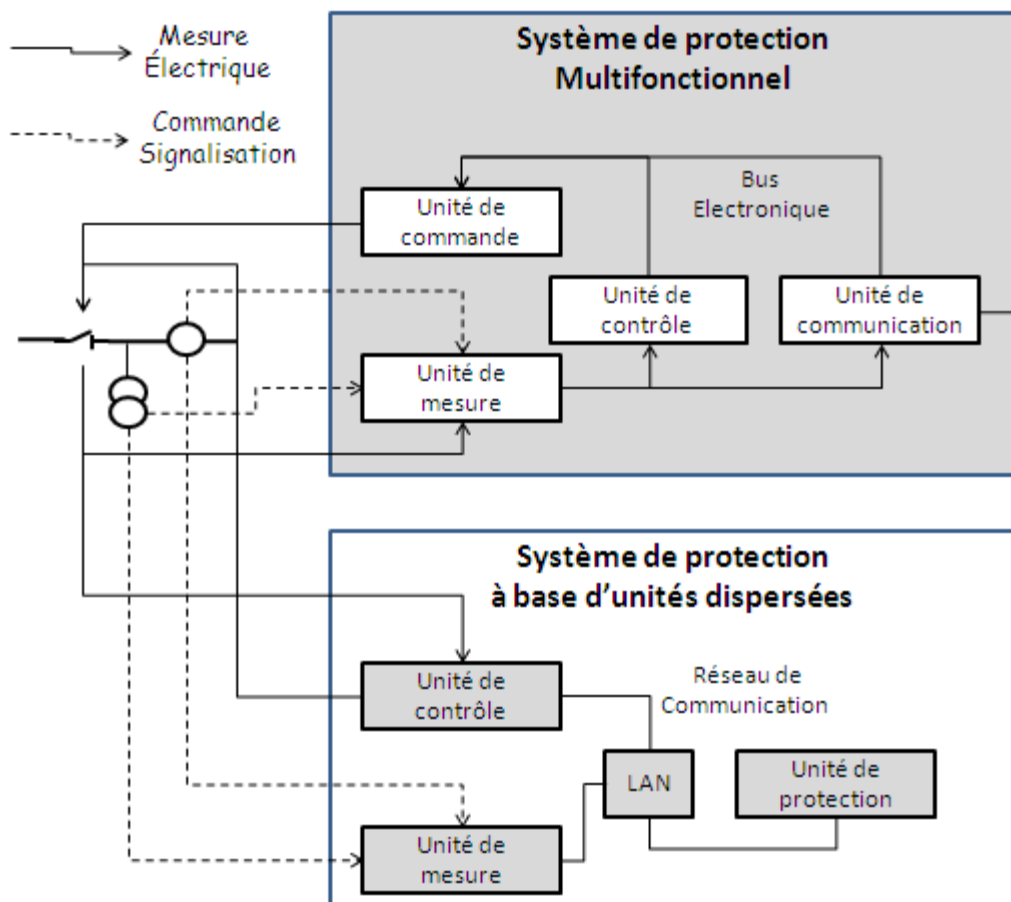 Mesure
Électrique
Commande
Signalisation
Système de protection
Multifonctionnel
Bus
Electronique
Unité de
commande
Unité de
contrôle
Unité de
communication
Unité de
mesure
Système de protection
à base d'unités dispersées
Unité de
contrôle
Réseau de
Communication
LAN
Unité de
protection
Unité de
mesure